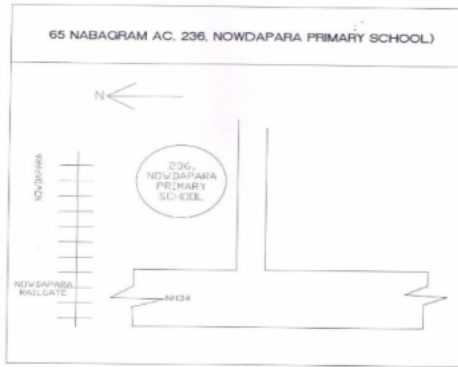 65 NABAGRAM AC, 236, NOWDAPARA PRIMARY SCHOOL)
N
NOWDAPARA
236,
NOWDAPARA
PRIMARY
SCHOOL
NOWDAPARA
RAILGATE
NH34